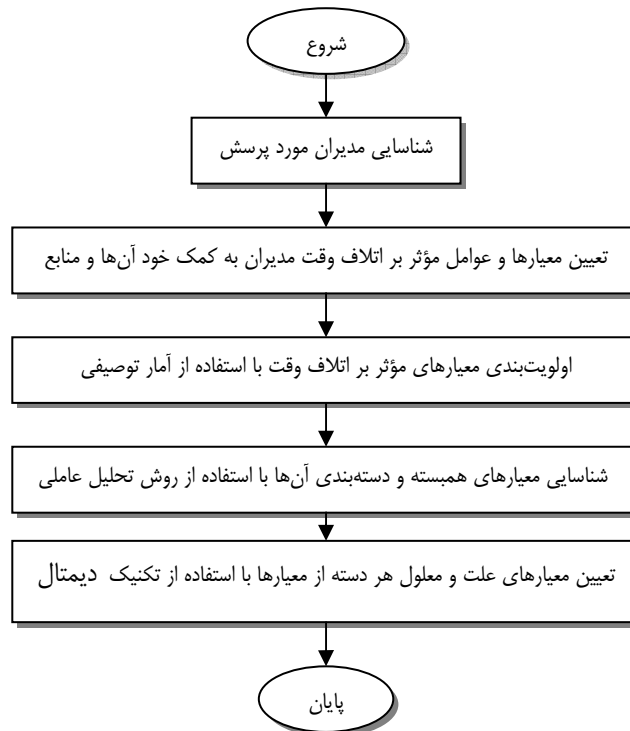 شروع
شناسایی مدیران مورد پرسش
تعیین معیارها و عوامل مؤثر بر اتلاف وقت مدیران به کمک خود آن‌ها و منابع
اولویت‌بندی معیارهای مؤثر بر اتلاف وقت با استفاده از آمار توصیفی
شناسایی معیارهای همبسته و دسته‌بندی آن‌ها با استفاده از روش تحلیل عاملی
تعیین معیارهای علت و معلول هر دسته از معیارها با استفاده از تکنیک دیمتال
پایان